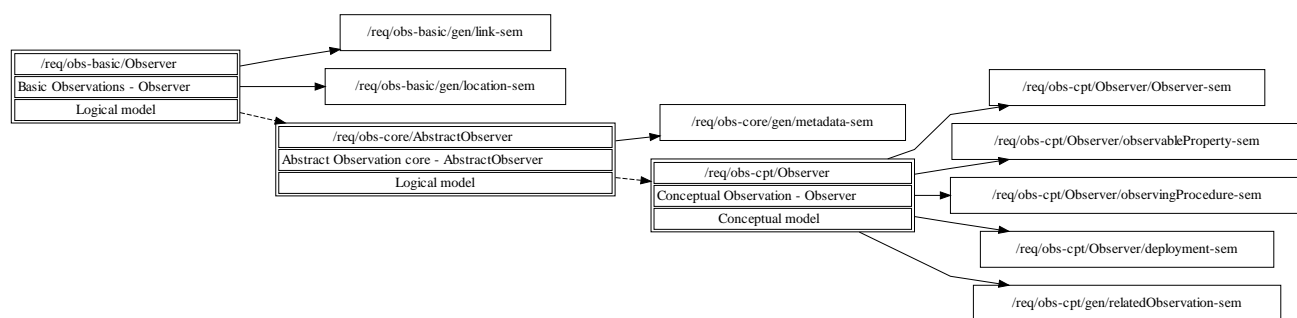 /req/obs-basic/gen/link-sem
/req/obs-basic/Observer
Basic Observations - Observer
Logical model
/req/obs-basic/gen/location-sem
/req/obs-core/AbstractObserver
Abstract Observation core - AbstractObserver
Logical model
/req/obs-core/gen/metadata-sem
/req/obs-cpt/Observer
Conceptual Observation - Observer
Conceptual model
/req/obs-cpt/Observer/Observer-sem
/req/obs-cpt/Observer/observableProperty-sem
/req/obs-cpt/Observer/observingProcedure-sem
/req/obs-cpt/Observer/deployment-sem
/req/obs-cpt/gen/relatedObservation-sem